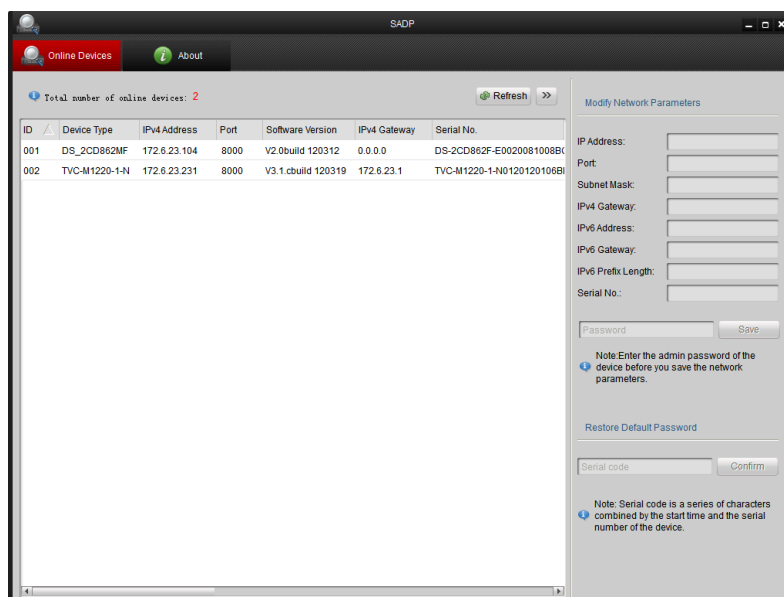 SADP
Online Devices
About
Total number of online devices: 2
Refresh
ID Device Type IPv4 Address Port Software Version IPv4 Gateway Serial No.
001 DS_2CD862MF 172.6.23.104 8000 V2.0build 120312 0.0.0.0 DS-2CD862F-E0020081008B
002 TVC-M1220-1-N 172.6.23.231 8000 V3.1.cbuild 120319 172.6.23.1 TVC-M1220-1-N0120120106B
Modify Network Parameters
IP Address:
Port:
Subnet Mask:
IPv4 Gateway:
IPv6 Address:
IPv6 Gateway:
IPv6 Prefix Length:
Serial No.:
Password
Save
Note:Enter the admin password of the
device before you save the network
parameters.
Restore Default Password
Serial code
Confirm
Note: Serial code is a series of characters
combined by the start time and the serial
number of the device.